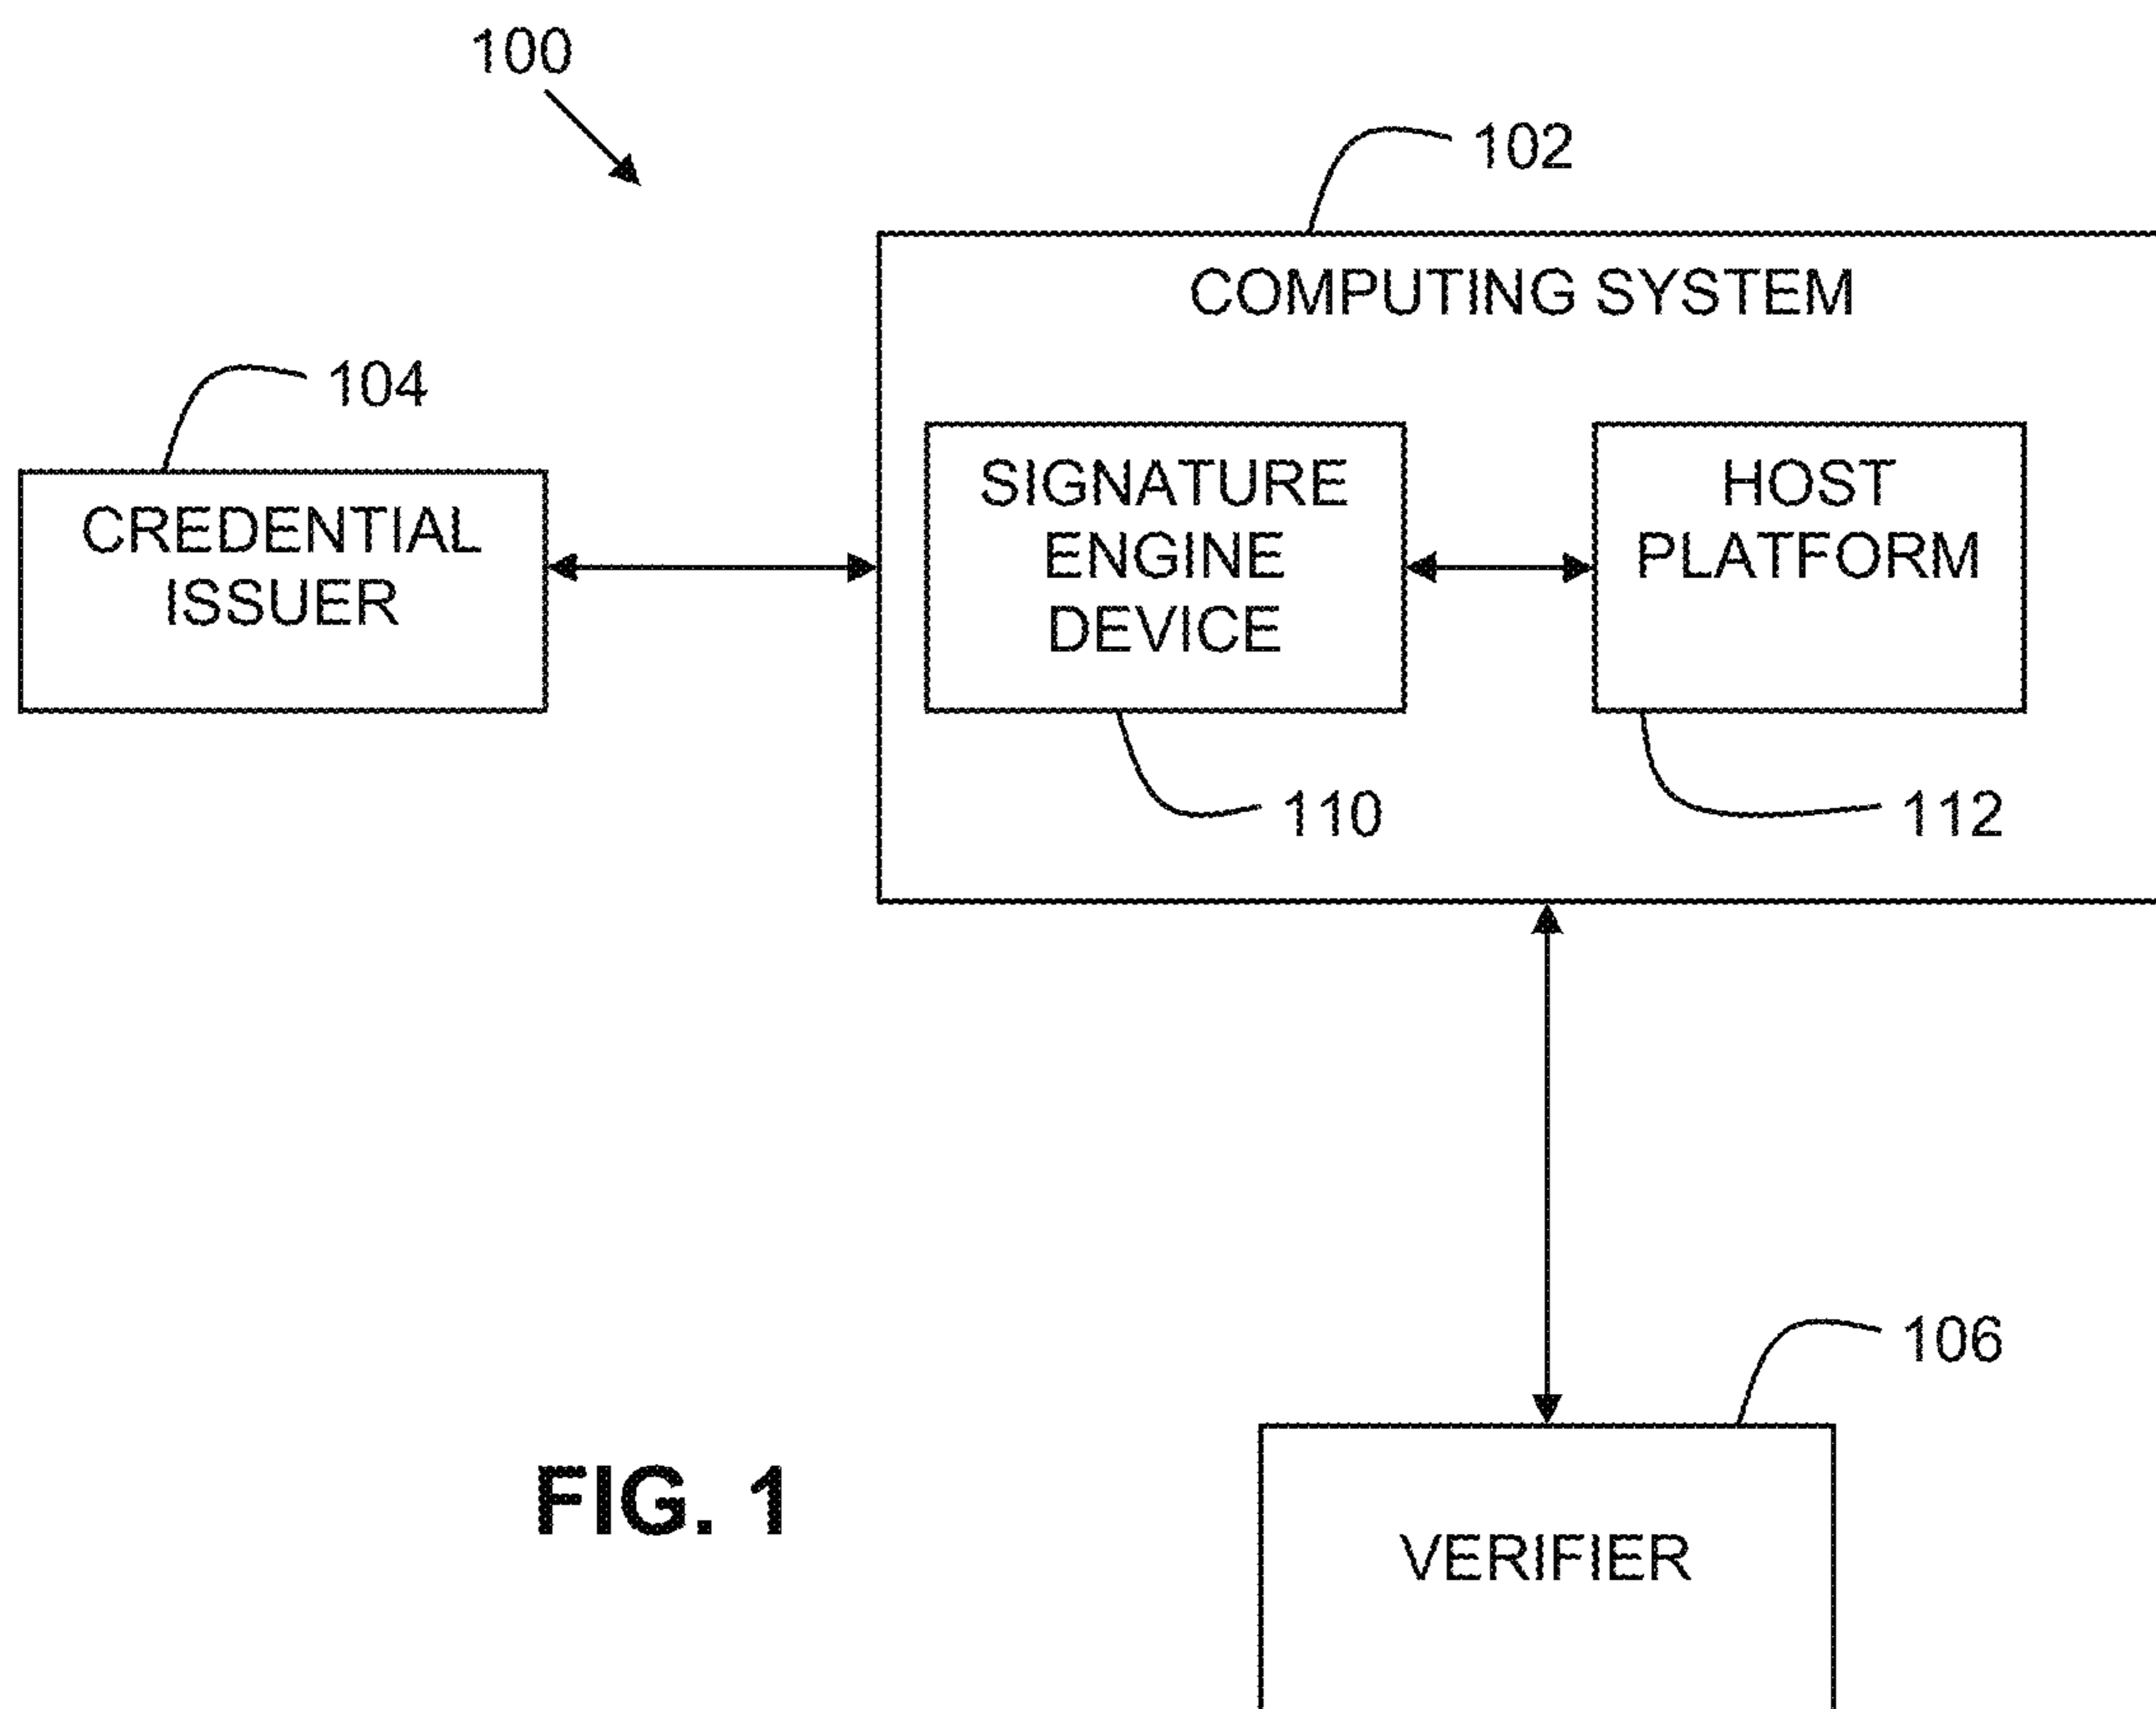 100
102
COMPUTING SYSTEM
104
CREDENTIAL
ISSUER
SIGNATURE
ENGINE
DEVICE
HOST
PLATFORM
110
112
106
VERIFIER
FIG. 1